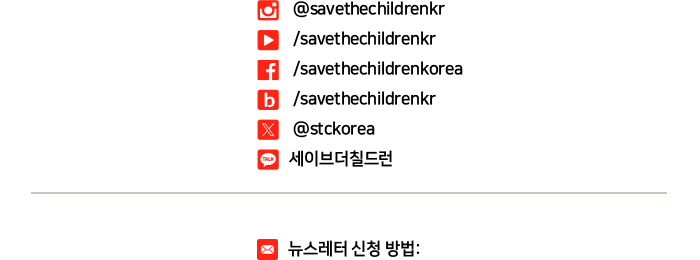 @savethechildrenkr
/savethechildrenkr
/savethechildrenkorea
b /savethechildrenkr
X @stckorea
TALK 세이브더칠드런
뉴스레터 신청 방법: